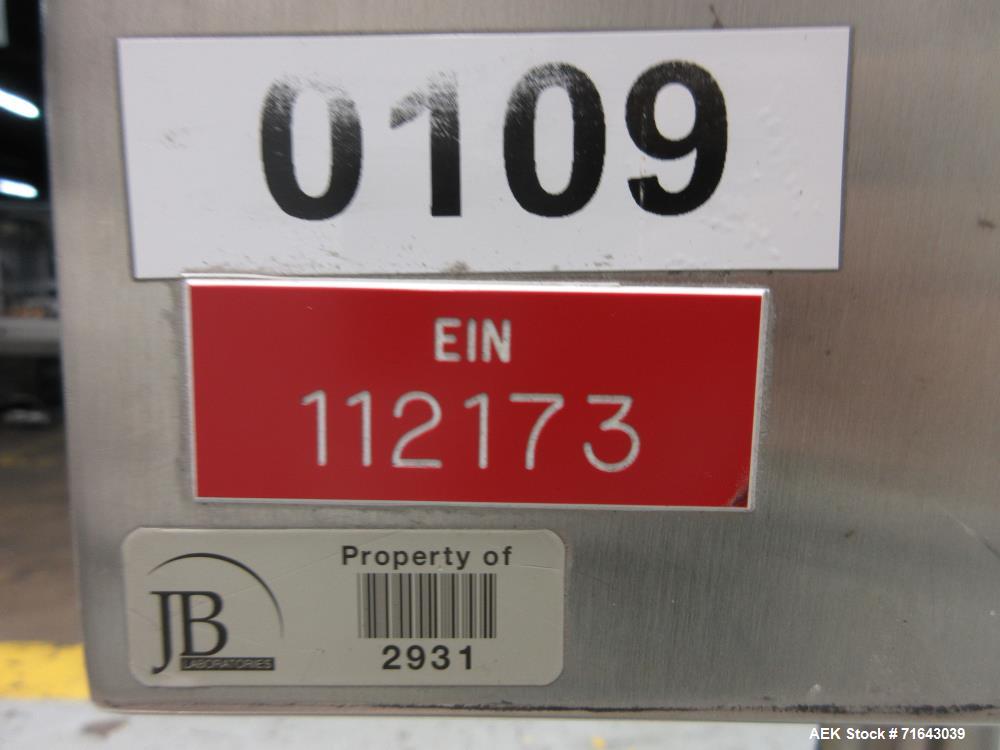 0109
EIN
112173
Property of
JB
LABORATORIES
2931
AEK Stock # 71643039